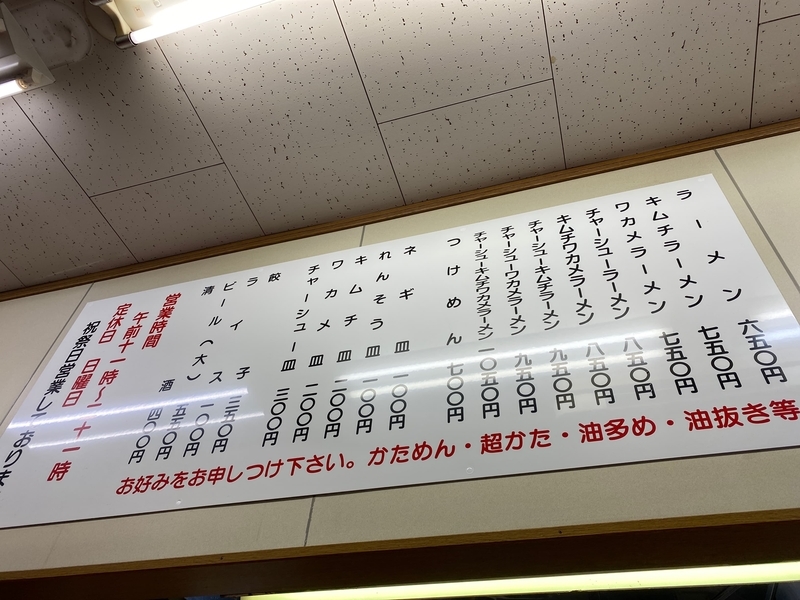 ラーメン 六五〇円
キムチラーメン 七五〇円
ワカメラーメン 七五〇円
チャーシューラーメン 八五〇円
キムチワカメラーメン 八五〇円
チャーシューキムチラーメン 九五〇円
チャーシューワカメラーメン 九五〇円
チャーシューキムチワカメラーメン 一〇五〇円
つけめん 七〇〇円
ネギ皿 一〇〇円
れんそう皿 一〇〇円
キムチ皿 一〇〇円
ワカメ皿 一〇〇円
チャーシュー皿 三〇〇円
餃子 三五〇円
ライス 一〇〇円
ビール(大) 五五〇円
清酒 四〇〇円
営業時間
午前十一時〜二十一時
定休日 日曜日
祝祭日営業しておりま
お好みをお申しつけ下さい。かためん・超かた・油多め・油抜き等